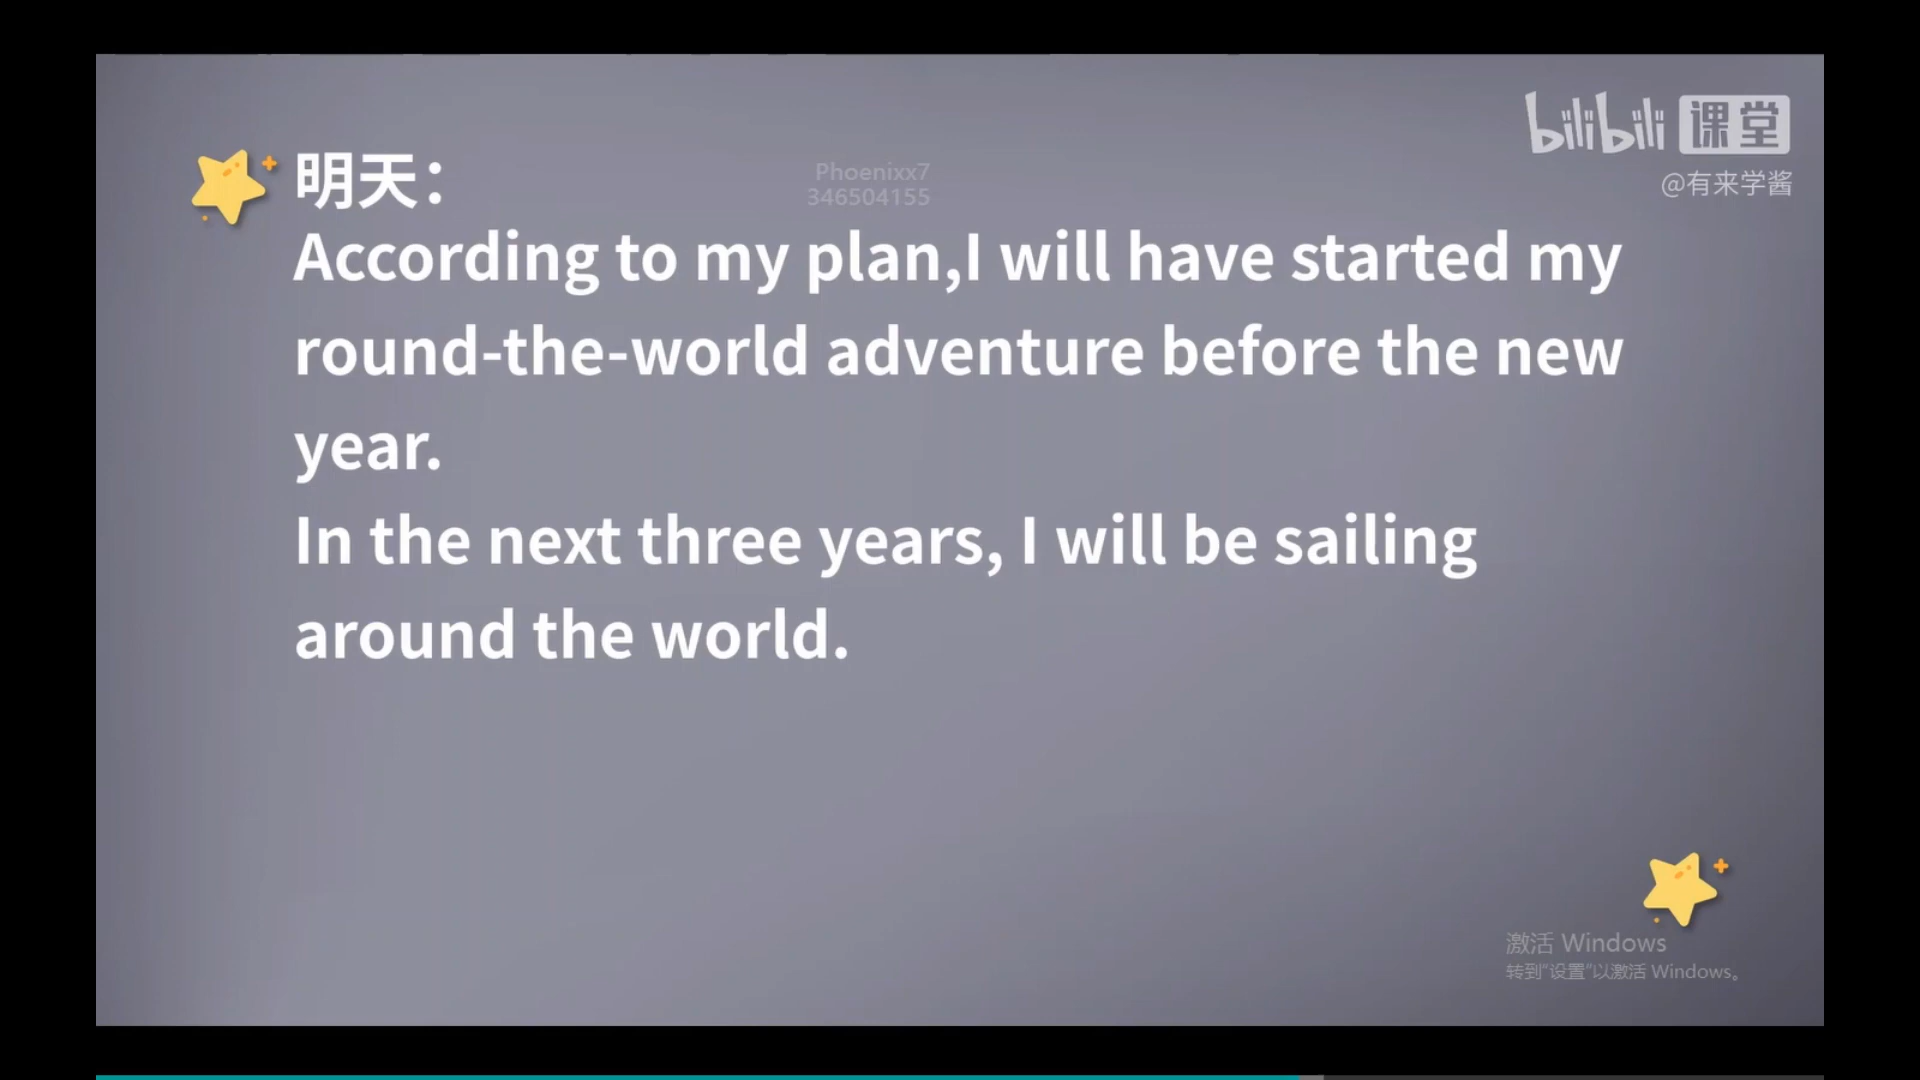 bilibili 课堂
@有来学酱
Phoenixx7
346504155
明天：
According to my plan,I will have started my
round-the-world adventure before the new
year.
In the next three years, I will be sailing
around the world.
激活 Windows
转到“设置”以激活 Windows。